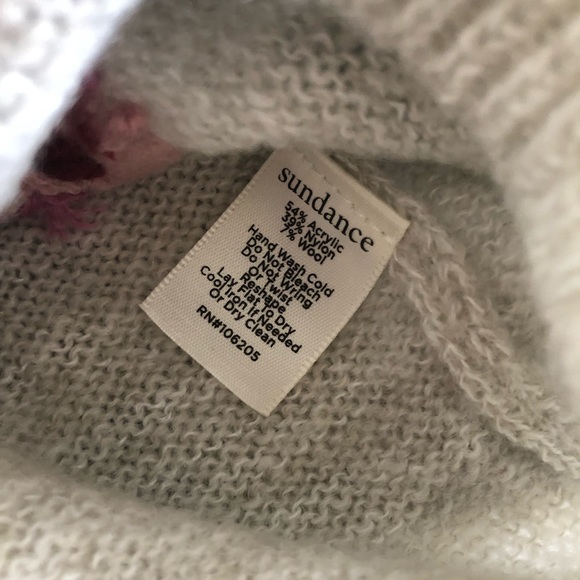 sundance
54% Acrylic
39% Nylon
7% Wool
Hand Wash Cold
Do Not Bleach
Do Not Wring
Or Twist
Reshape
Lay Flat to Dry
Cool Iron If Needed
Or Dry Clean
RN#106205